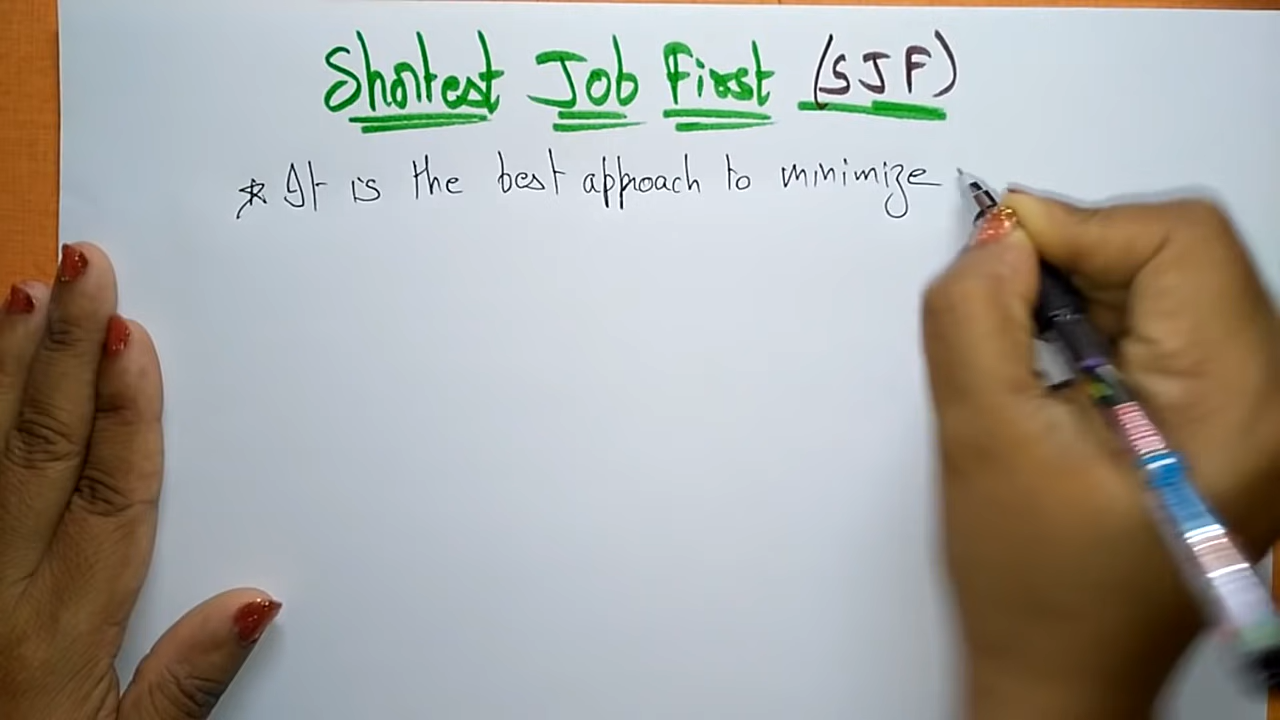 Shortest Job First (SJF)
* It is the best approach to minimize